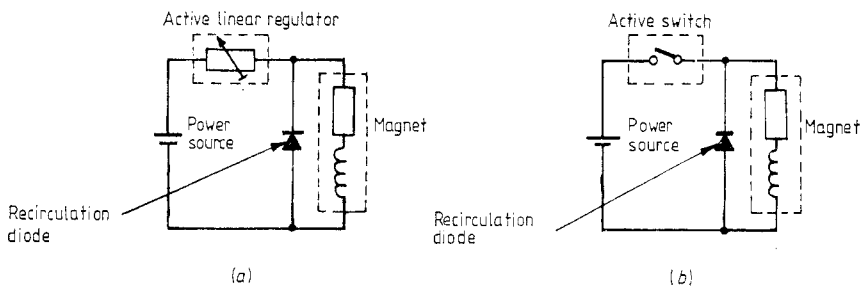 Active linear regulator
Power
source
Magnet
Recirculation
diode
(a)
Active switch
Power
source
Magnet
Recirculation
diode
(b)